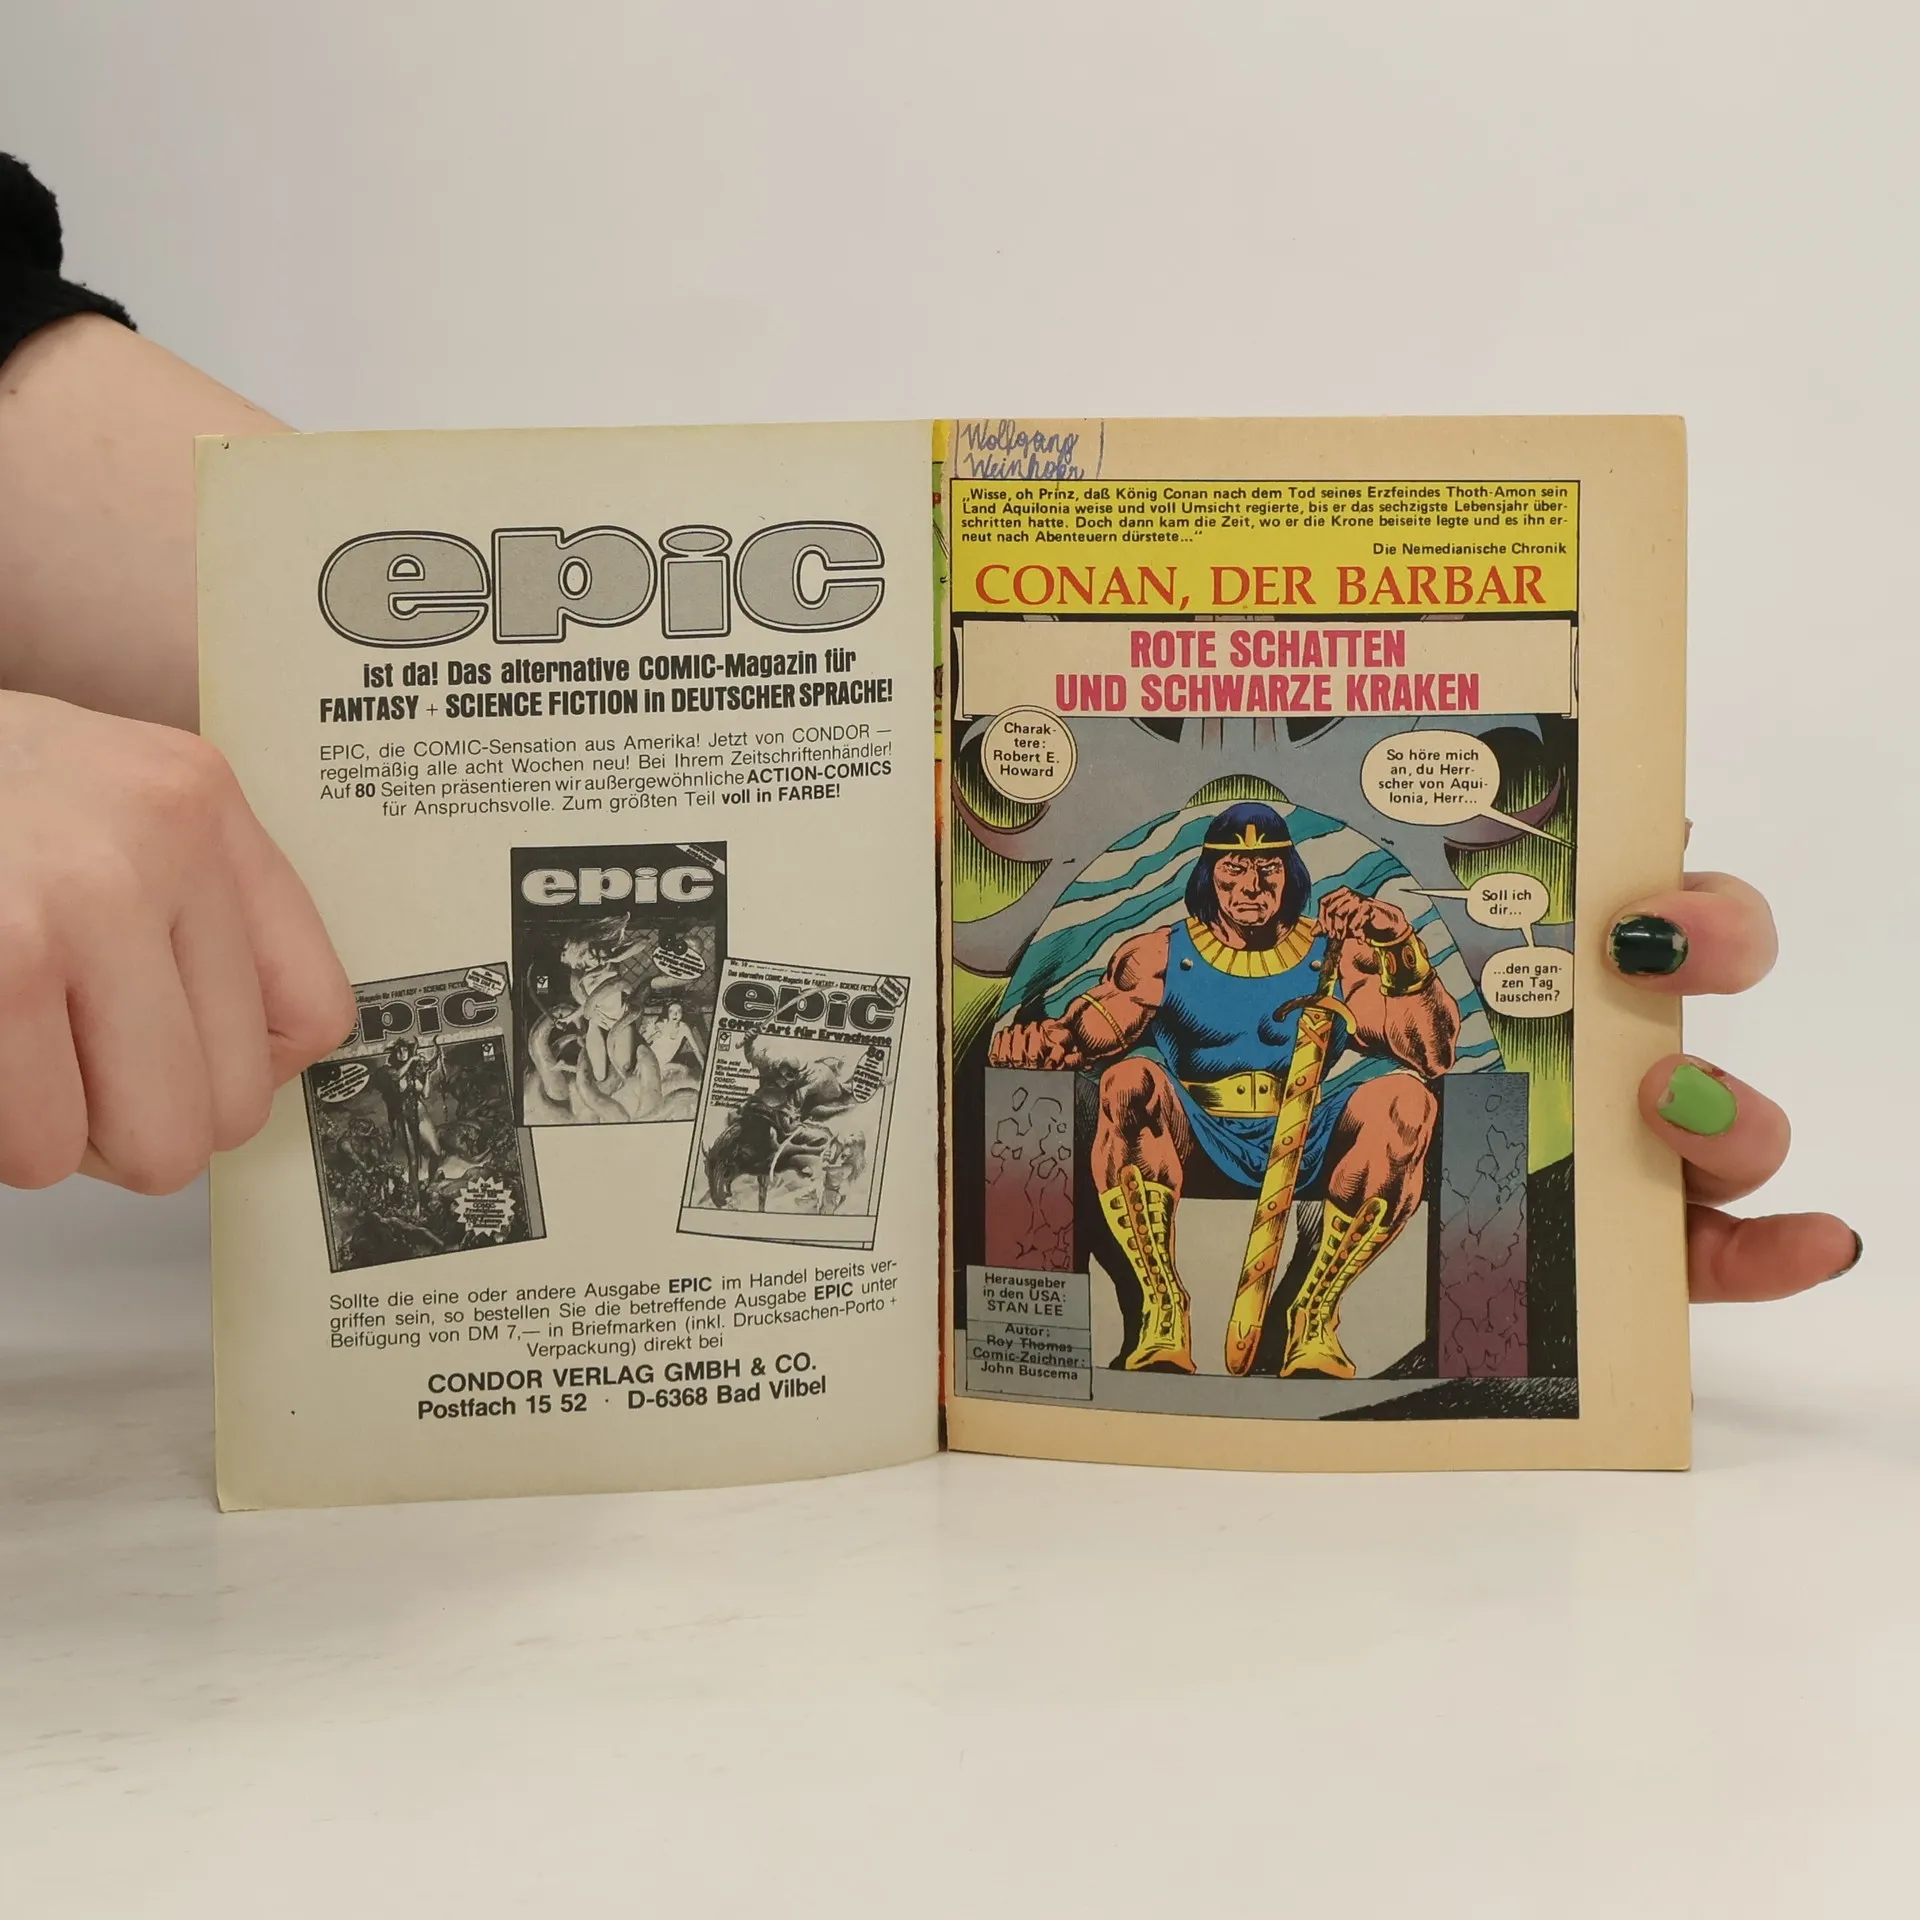 epic
ist da! Das alternative COMIC-Magazin für
FANTASY + SCIENCE FICTION in DEUTSCHER SPRACHE!
EPIC, die COMIC-Sensation aus Amerika! Jetzt von CONDOR —
regelmäßig alle acht Wochen neu! Bei Ihrem Zeitschriftenhändler!
Auf 80 Seiten präsentieren wir außergewöhnliche ACTION-COMICS
für Anspruchsvolle. Zum größten Teil voll in FARBE!
epic
epic
epic
Comic-Art für Erwachsene
Sollte die eine oder andere Ausgabe EPIC im Handel bereits ver-
griffen sein, so bestellen Sie die betreffende Ausgabe EPIC unter
Beifügung von DM 7,— in Briefmarken (inkl. Drucksachen-Porto +
Verpackung) direkt bei
CONDOR VERLAG GMBH & CO.
Postfach 15 52 · D-6368 Bad Vilbel
Wolfgang
Weinhofer
„Wisse, oh Prinz, daß König Conan nach dem Tod seines Erzfeindes Thoth-Amon sein
Land Aquilonia weise und voll Umsicht regierte, bis er das sechzigste Lebensjahr über-
schritten hatte. Doch dann kam die Zeit, wo er die Krone beiseite legte und es ihn er-
neut nach Abenteuern dürstete..."
Die Nemedianische Chronik
CONAN, DER BARBAR
ROTE SCHATTEN
UND SCHWARZE KRAKEN
Charak-
tere:
Robert E.
Howard
So höre mich
an, du Herr-
scher von Aqui-
lonia, Herr...
Soll ich
dir...
...den gan-
zen Tag
lauschen?
Herausgeber
in den USA:
STAN LEE
Autor:
Roy Thomas
Comic-Zeichner:
John Buscema